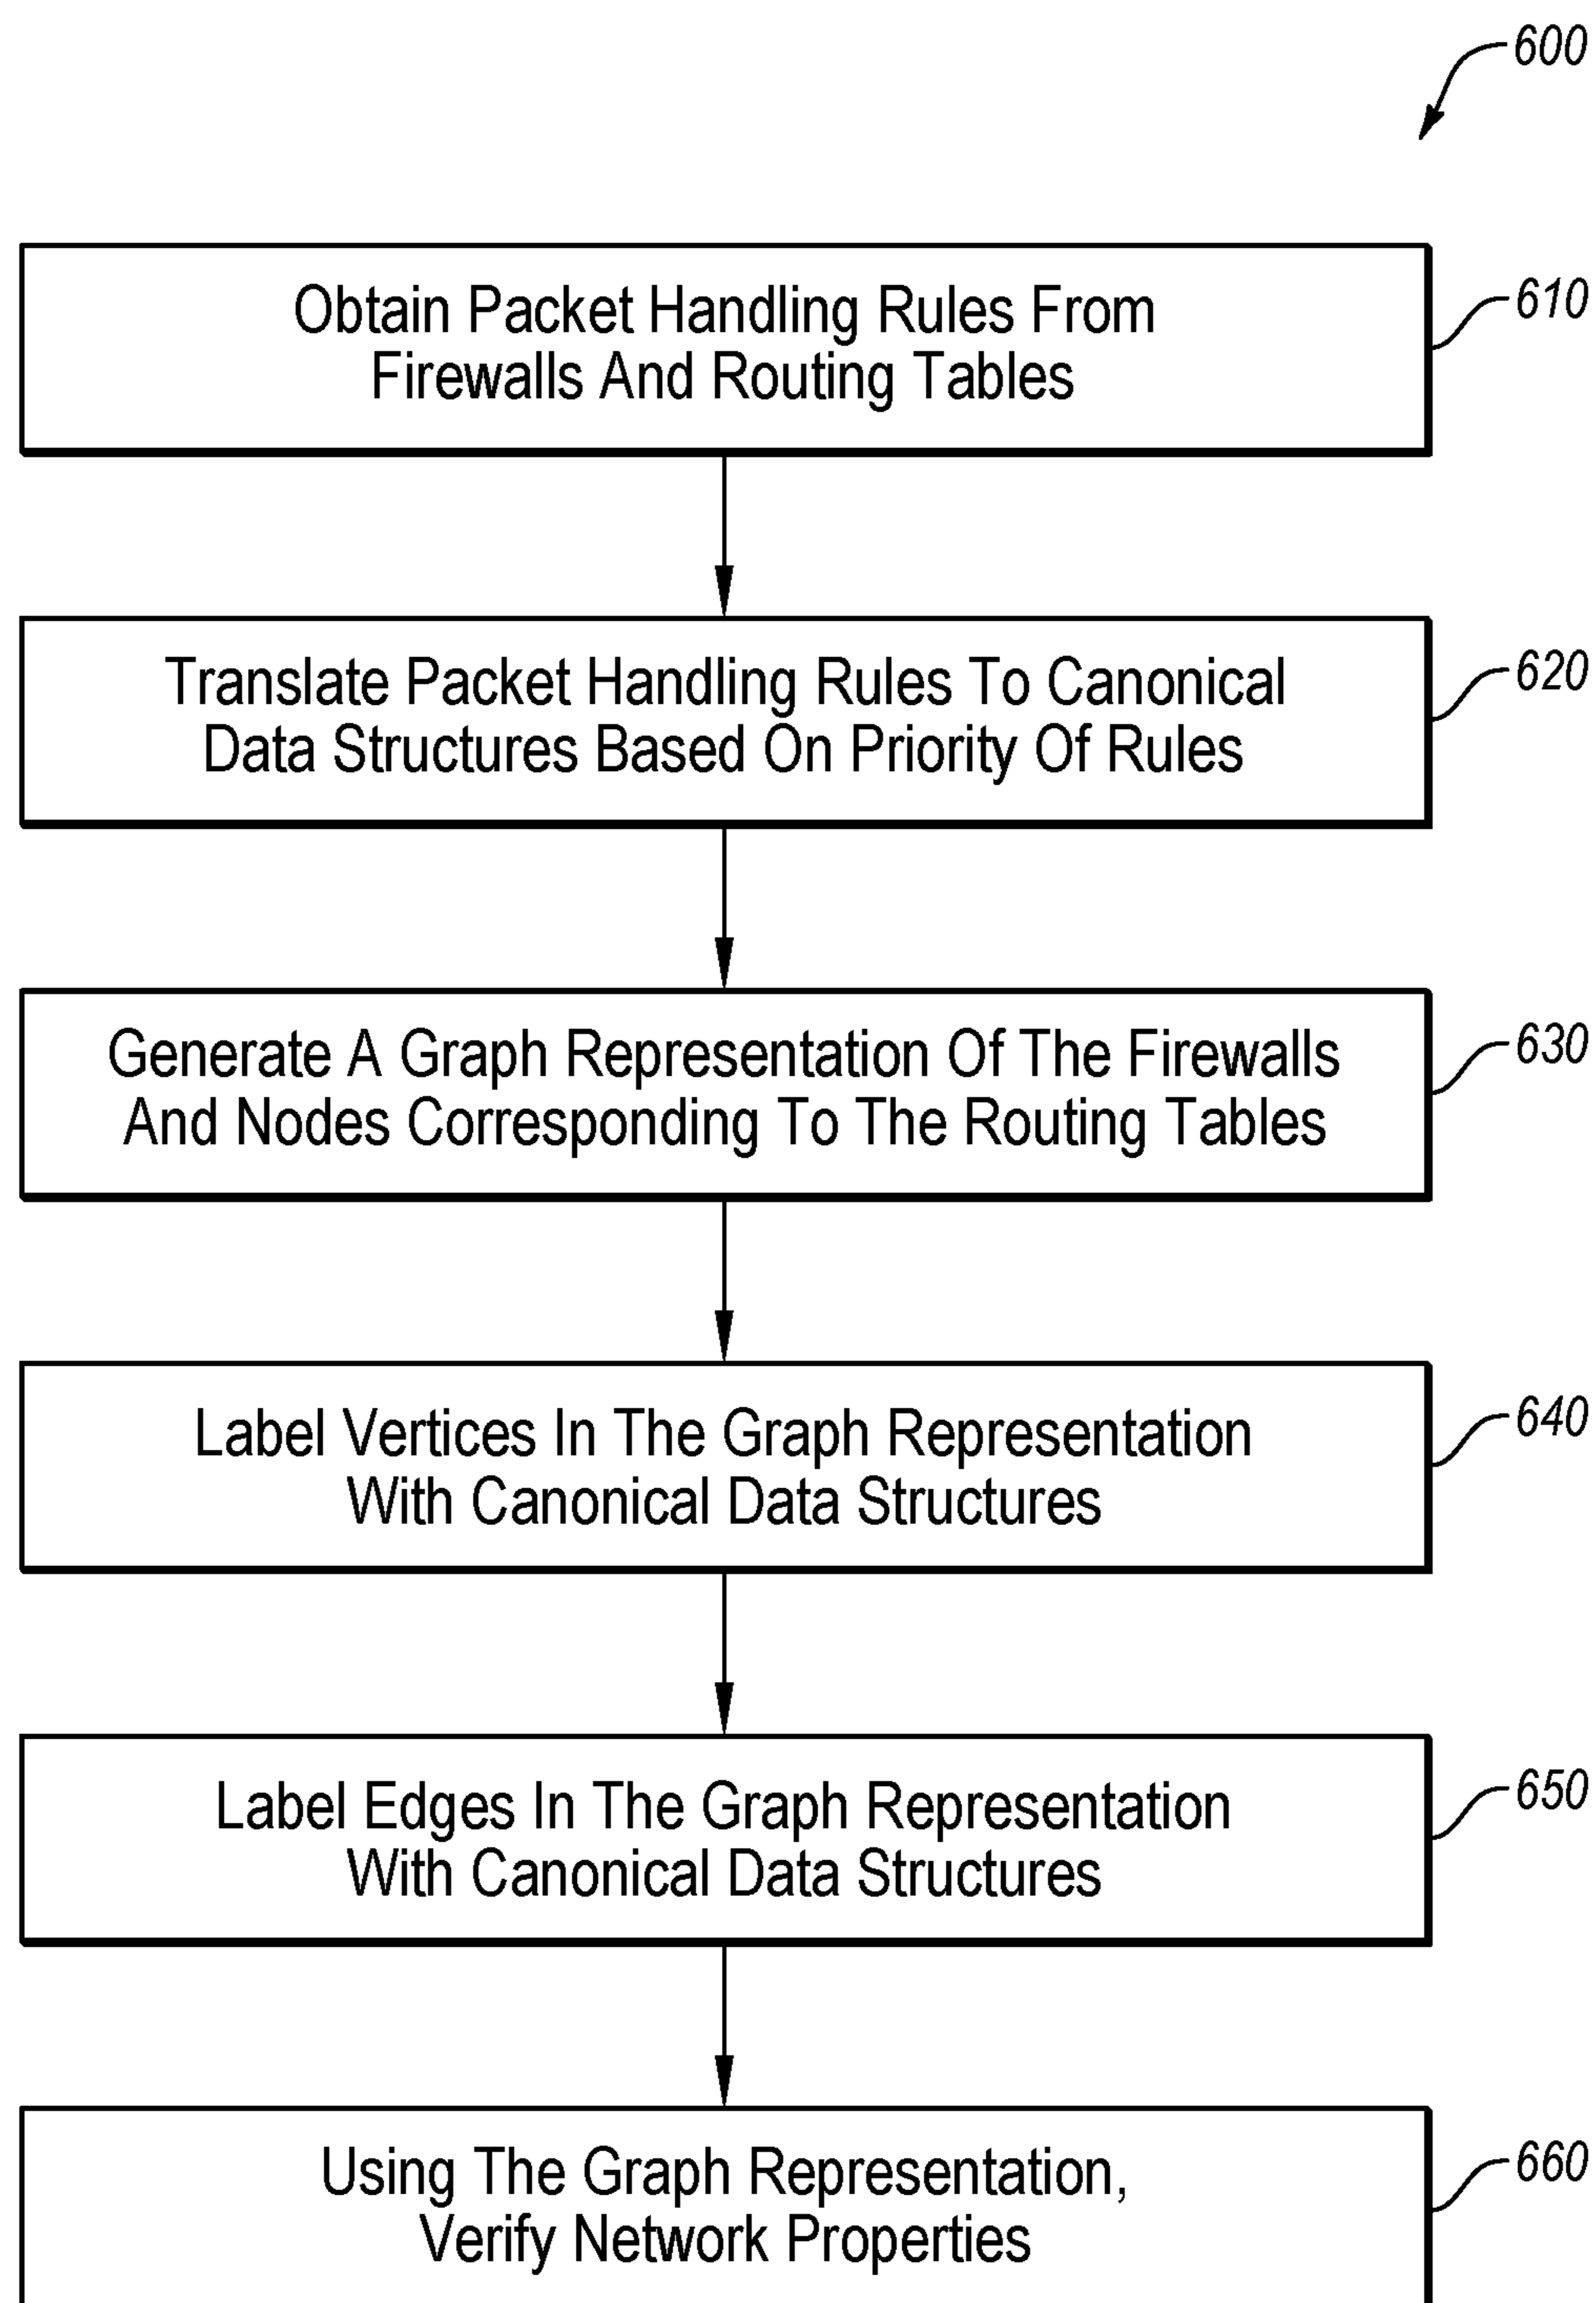 600
Obtain Packet Handling Rules From
Firewalls And Routing Tables
610
Translate Packet Handling Rules To Canonical
Data Structures Based On Priority Of Rules
620
Generate A Graph Representation Of The Firewalls
And Nodes Corresponding To The Routing Tables
630
Label Vertices In The Graph Representation
With Canonical Data Structures
640
Label Edges In The Graph Representation
With Canonical Data Structures
650
Using The Graph Representation,
Verify Network Properties
660